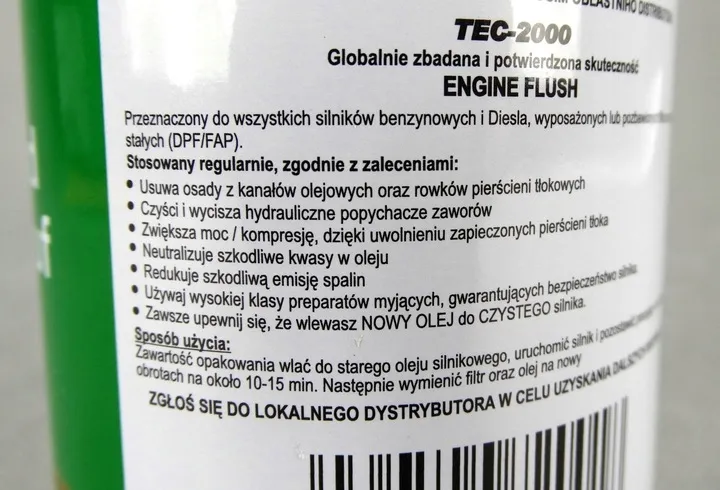 OBLASTNIHO
TEC-2000
Globalnie zbadana i potwierdzona skuteczność
ENGINE FLUSH
Przeznaczony do wszystkich silników benzynowych i Diesla, wyposażonych lub
stałych (DPF/FAP).
Stosowany regularnie, zgodnie z zaleceniami:
• Usuwa osady z kanałów olejowych oraz rowków pierścieni tłokowych
• Czyści i wycisza hydrauliczne popychacze zaworów
• Zwiększa moc / kompresję, dzięki uwolnieniu zapieczonych pierścieni tłoka
• Neutralizuje szkodliwe kwasy w oleju
• Redukuje szkodliwą emisję spalin
• Używaj wysokiej klasy preparatów myjących, gwarantujących bezpieczeństwo silnika.
• Zawsze upewnij się, że wlewasz NOWY OLEJ do CZYSTEGO silnika.
Sposób użycia:
Zawartość opakowania wlać do starego oleju silnikowego, uruchomić silnik i
obrotach na około 10-15 min. Następnie wymienić filtr oraz olej na nowy
ZGŁOŚ SIĘ DO LOKALNEGO DYSTRYBUTORA W CELU UZYSKANIA